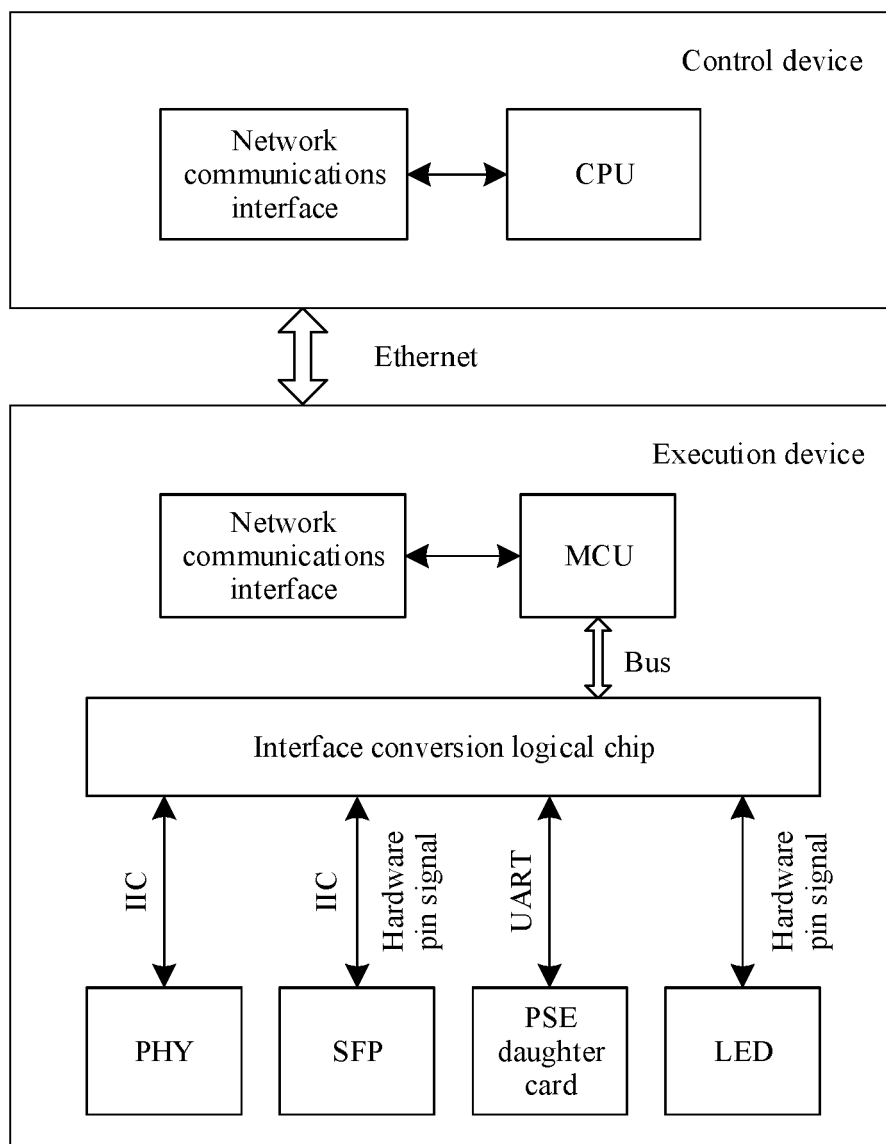 Control device
Network
communications
interface
CPU
Ethernet
Execution device
Network
communications
interface
MCU
Bus
Interface conversion logical chip
IIC
IIC
Hardware
pin signal
UART
Hardware
pin signal
PHY
SFP
PSE
daughter
card
LED